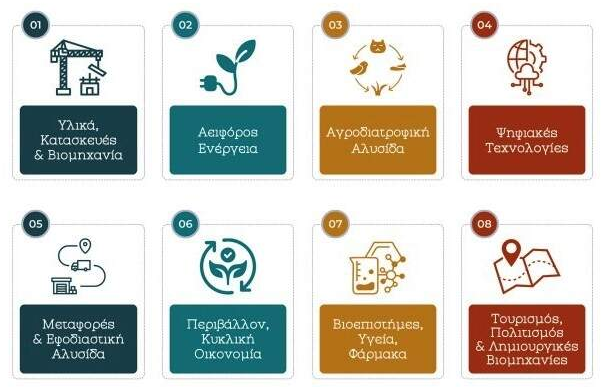 01
02
03
04
Υλικά,
Κατασκευές
& Βιομηχανία
Αειφόρος
Ενέργεια
Αγροδιατροφική
Αλυσίδα
Ψηφιακές
Τεχνολογίες
05
06
07
08
Μεταφορές
& Εφοδιαστική
Αλυσίδα
Περιβάλλον,
Κυκλική
Οικονομία
Βιοεπιστήμες,
Υγεία,
Φάρμακα
Τουρισμός,
Πολιτισμός
& Δημιουργικές
Βιομηχανίες